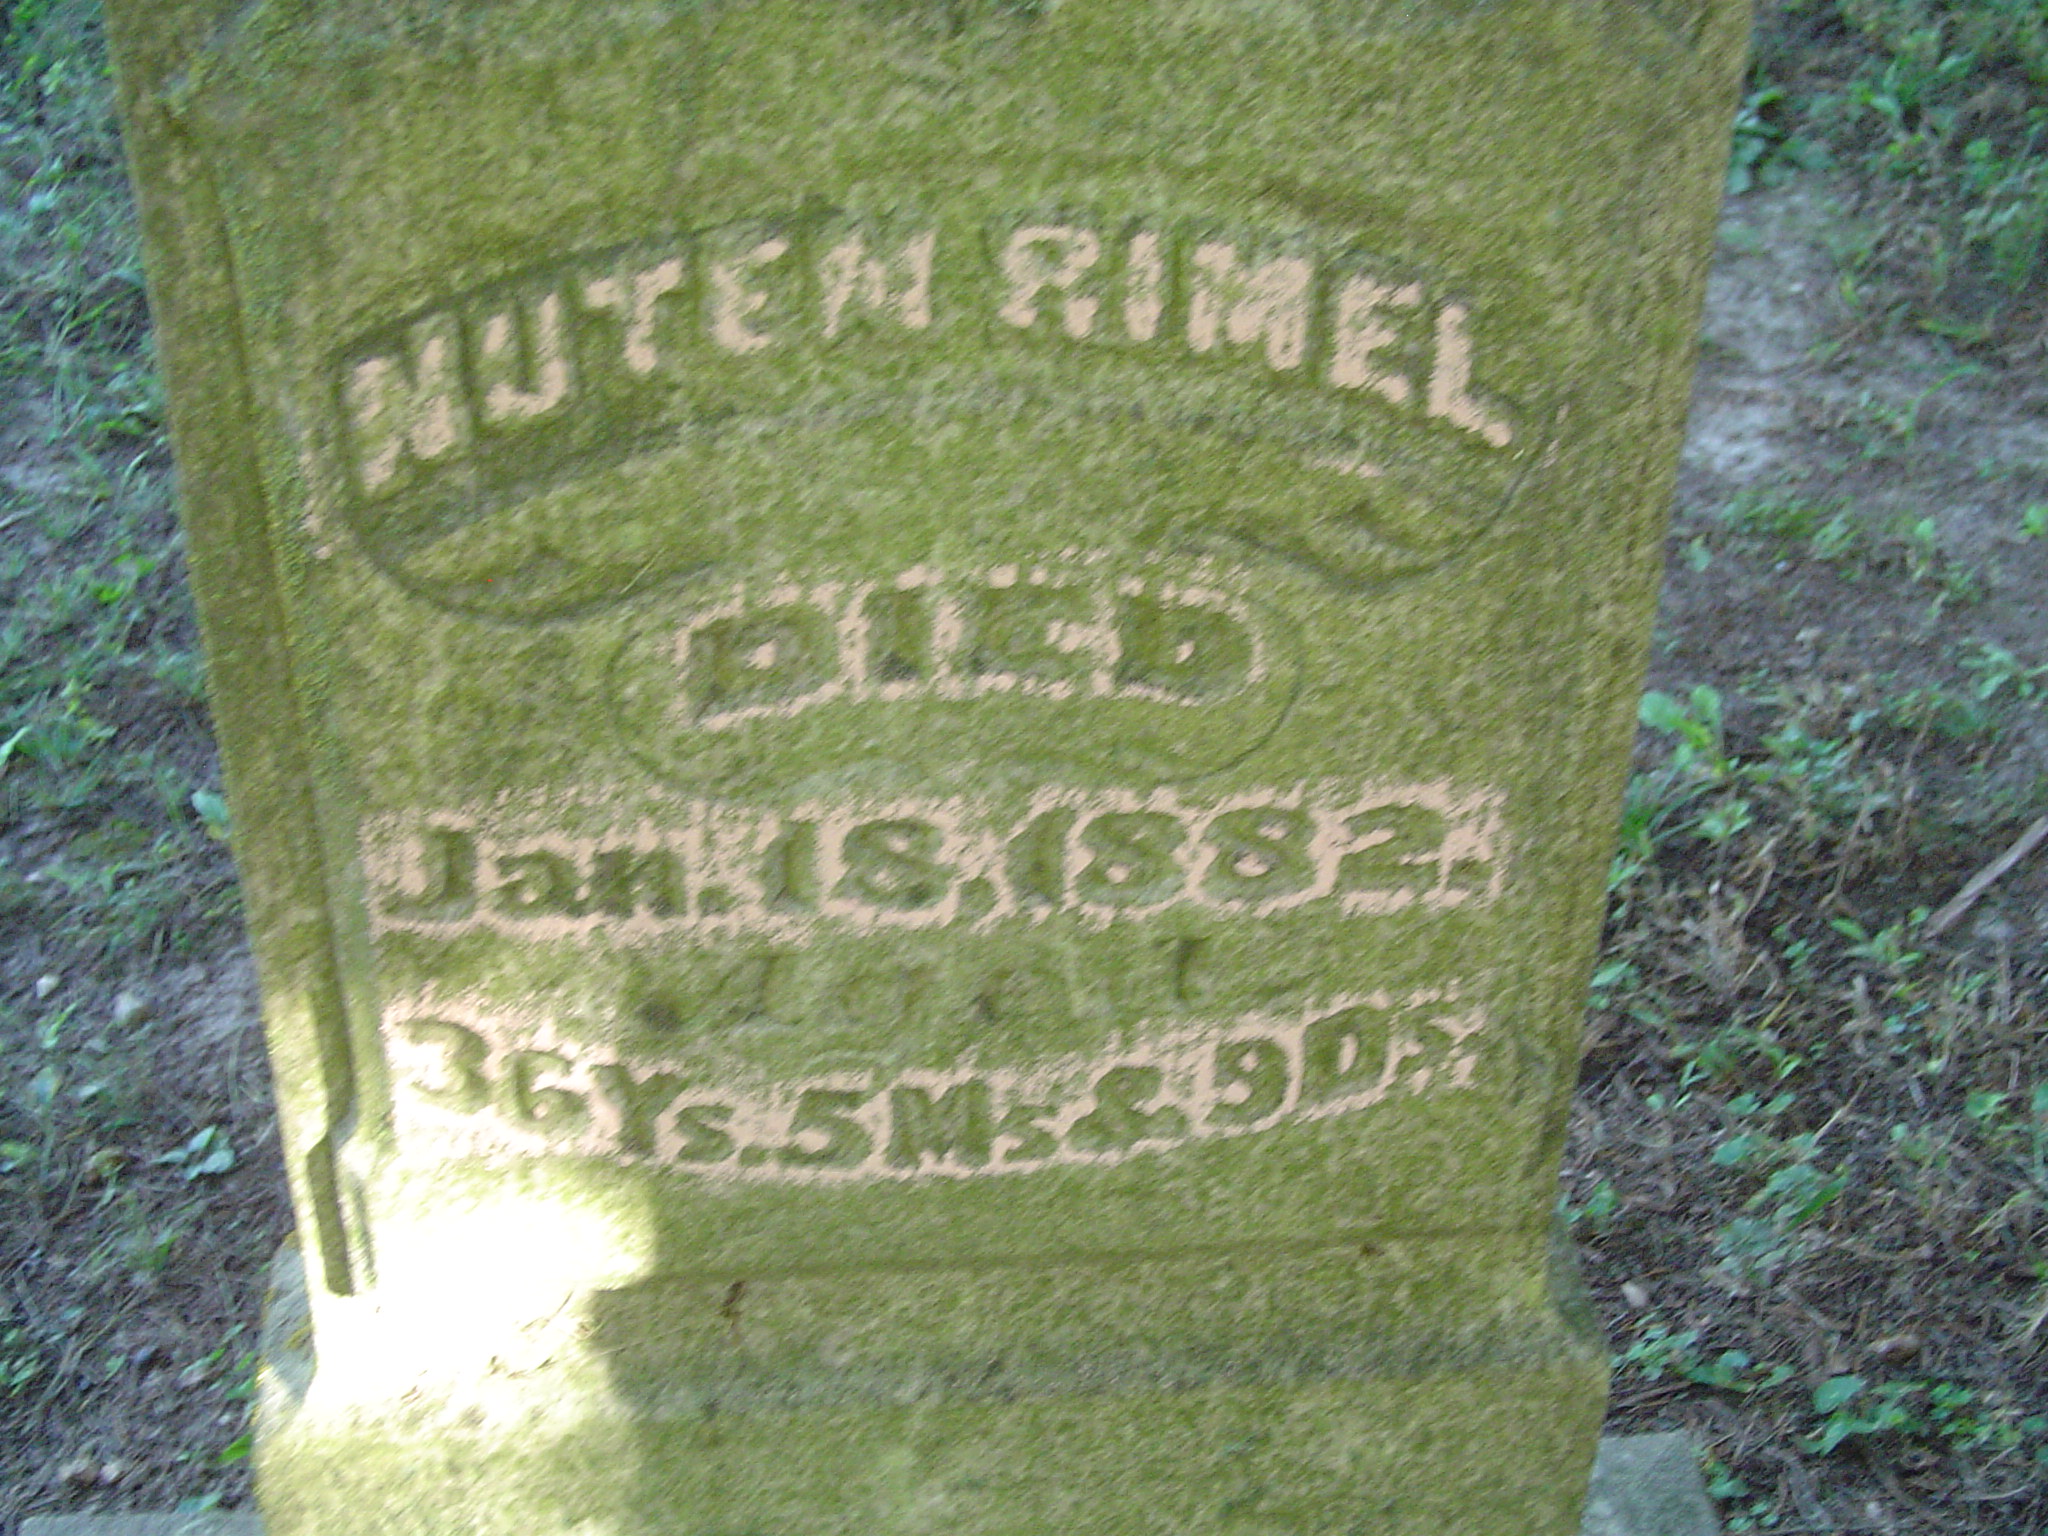 NUTEN RIMEL
DIED
Jan. 18, 1882.
36 Ys. 5 Ms & 9 Ds.